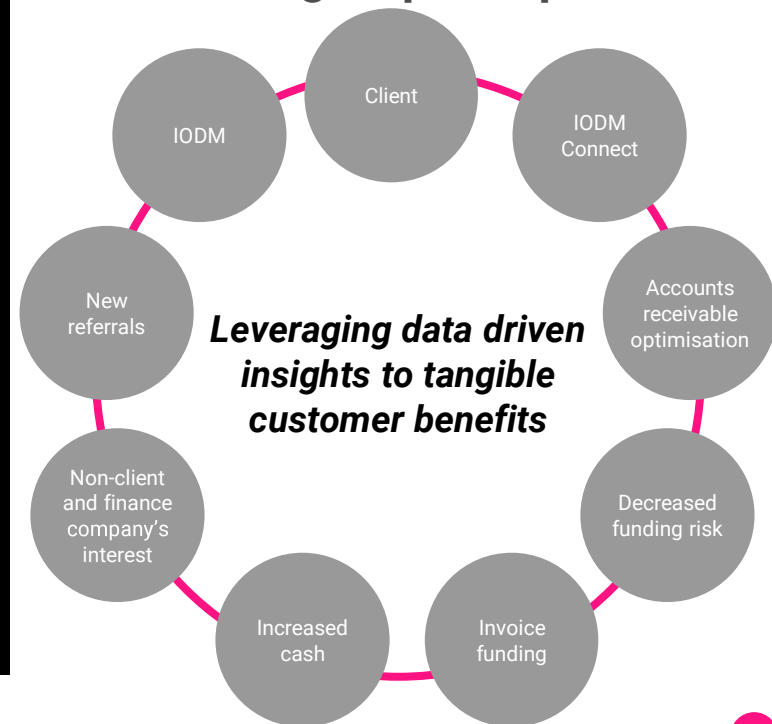 Client
IODM
Connect
Accounts
receivable
optimisation
Decreased
funding risk
Invoice
funding
Increased
cash
Non-client
and finance
company’s
interest
New
referrals
IODM
Leveraging data driven
insights to tangible
customer benefits